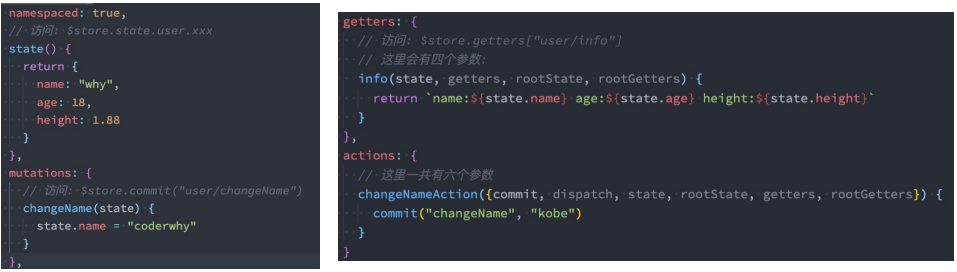 namespaced: true,
// 访问: $store.state.user.xxx
state() {
return {
name: "why",
age: 18,
height: 1.88
}
},
mutations: {
// 访问: $store.commit("user/changeName")
changeName(state) {
state.name = "coderwhy"
}
},
getters: {
// 访问: $store.getters["user/info"]
// 这里会有四个参数:
info(state, getters, rootState, rootGetters) {
return `name:${state.name} age:${state.age} height:${state.height}`
}
},
actions: {
// 这里一共有六个参数
changeNameAction({commit, dispatch, state, rootState, getters, rootGetters}) {
commit("changeName", "kobe")
}
}